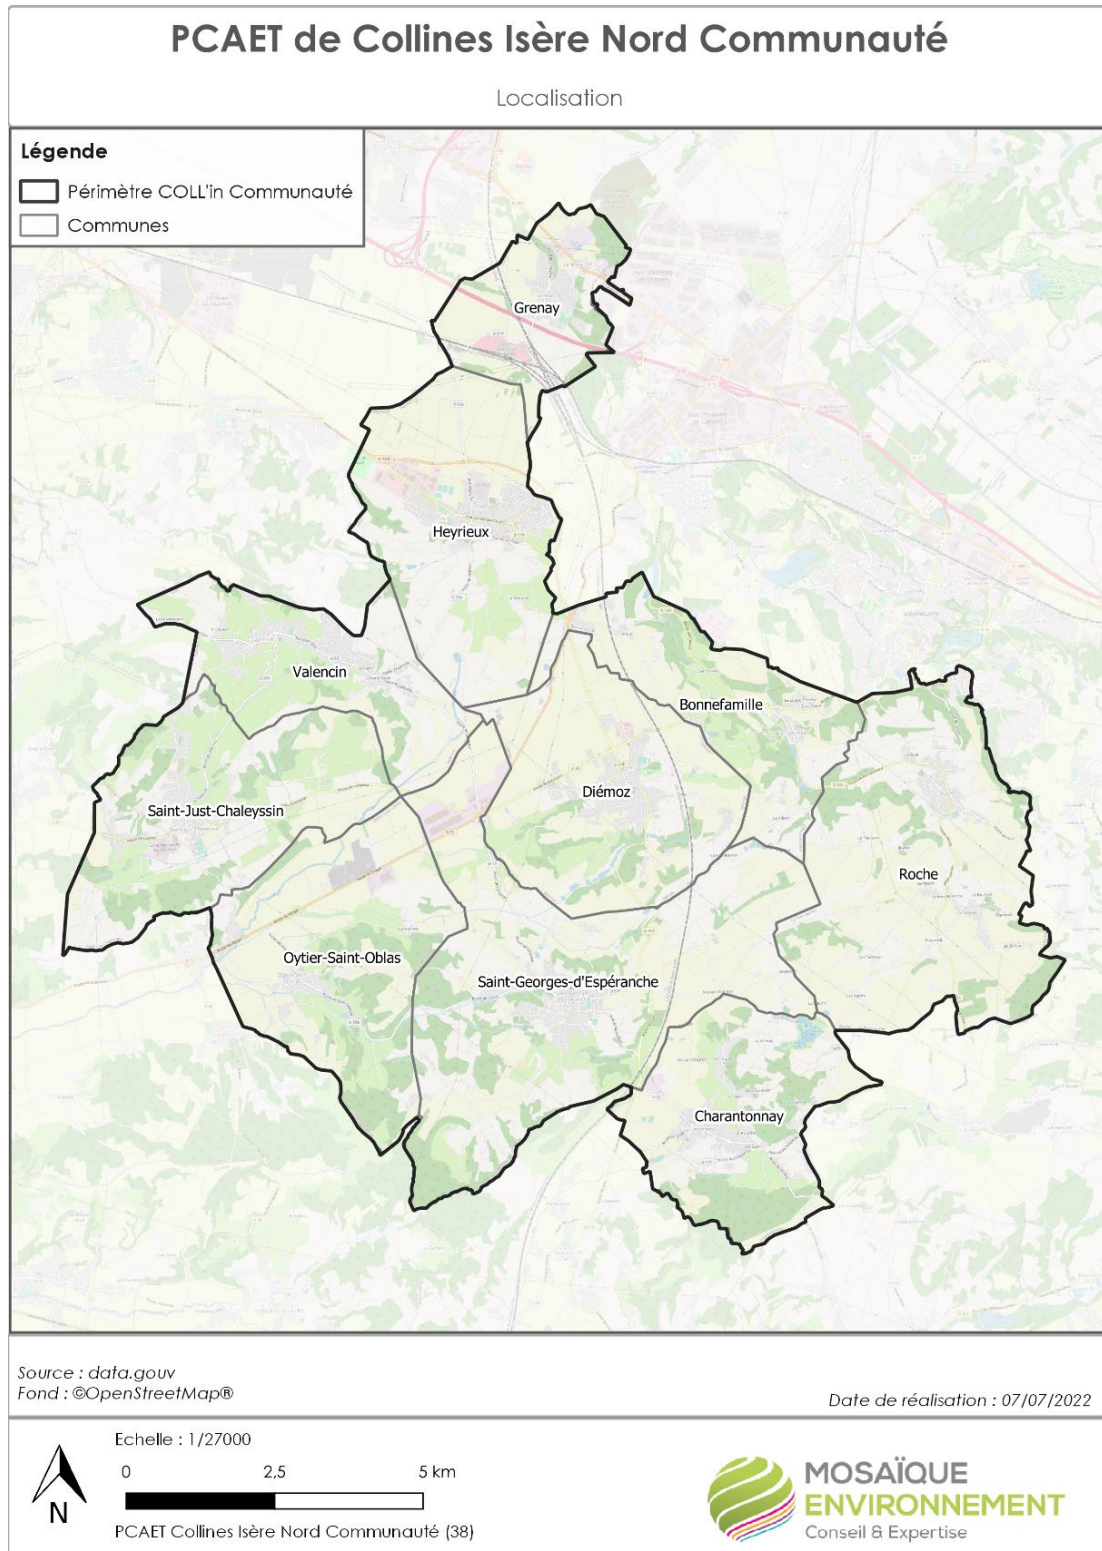 PCAET de Collines Isère Nord Communauté
Localisation
Légende
Périmètre COLL'in Communauté
Communes
Grenay
Heyrieux
Valencin
Bonnefamille
Diémoz
Saint-Just-Chaleyssin
Roche
Oytier-Saint-Oblas
Saint-Georges-d'Espéranche
Charantonnay
Source : data.gouv
Fond : ©OpenStreetMap®
Date de réalisation : 07/07/2022
Echelle : 1/27000
0 2,5 5 km
N
PCAET Collines Isère Nord Communauté (38)
MOSAÏQUE
ENVIRONNEMENT
Conseil & Expertise